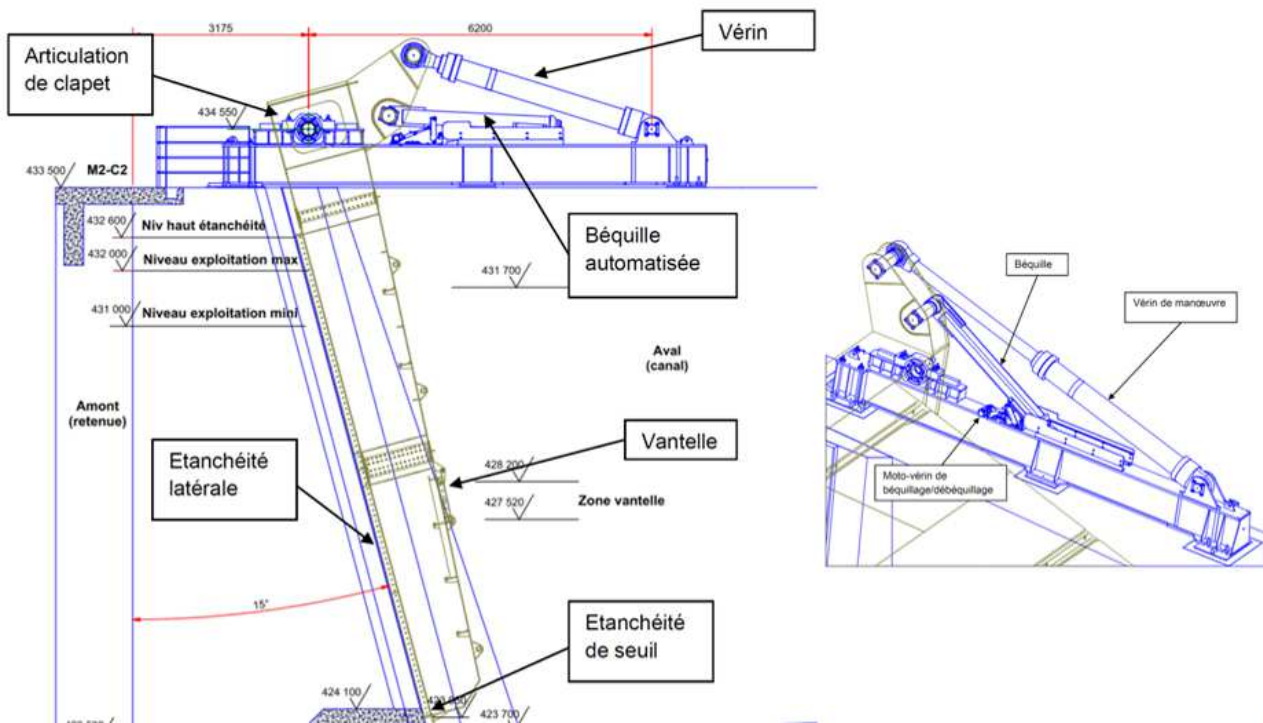 3175
6200
Vérin
Articulation
de clapet
434 550
433 500
M2-C2
432 600
Niv haut étanchéité
432 000
Niveau exploitation max
431 000
Niveau exploitation mini
Béquille
automatisée
431 700
Aval
(canal)
Amont
(retenue)
Etanchéité
latérale
Vantelle
428 200
427 520
Zone vantelle
15°
Etanchéité
de seuil
424 100
423 700
Béquille
Vérin de manœuvre
Moto-vérin de
béquillage/débéquillage